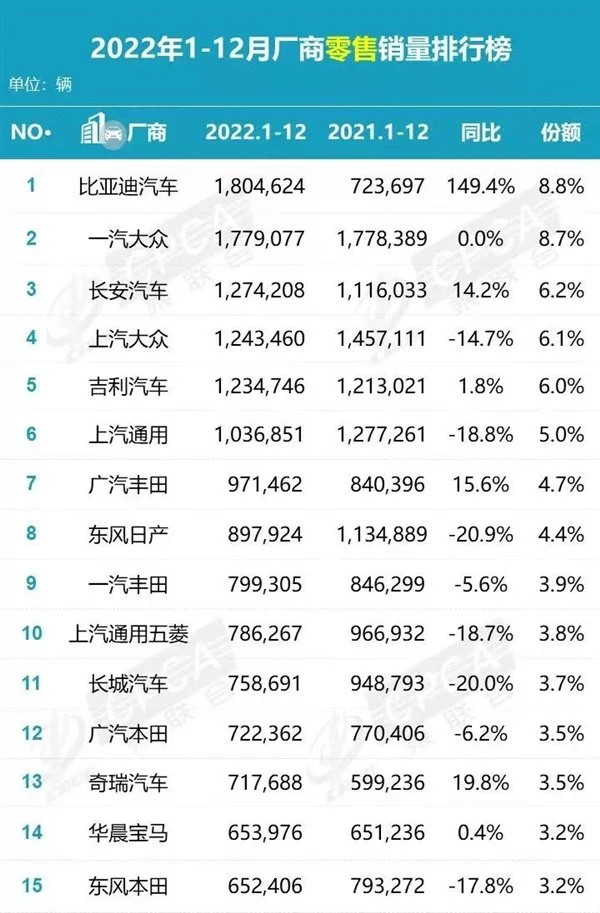 2022年1-12月厂商零售销量排行榜
单位：辆
NO• 厂商 2022.1-12 2021.1-12 同比 份额
1 比亚迪汽车 1,804,624 723,697 149.4% 8.8%
2 一汽大众 1,779,077 1,778,389 0.0% 8.7%
3 长安汽车 1,274,208 1,116,033 14.2% 6.2%
4 上汽大众 1,243,460 1,457,111 -14.7% 6.1%
5 吉利汽车 1,234,746 1,213,021 1.8% 6.0%
6 上汽通用 1,036,851 1,277,261 -18.8% 5.0%
7 广汽丰田 971,462 840,396 15.6% 4.7%
8 东风日产 897,924 1,134,889 -20.9% 4.4%
9 一汽丰田 799,305 846,299 -5.6% 3.9%
10 上汽通用五菱 786,267 966,932 -18.7% 3.8%
11 长城汽车 758,691 948,793 -20.0% 3.7%
12 广汽本田 722,362 770,406 -6.2% 3.5%
13 奇瑞汽车 717,688 599,236 19.8% 3.5%
14 华晨宝马 653,976 651,236 0.4% 3.2%
15 东风本田 652,406 793,272 -17.8% 3.2%